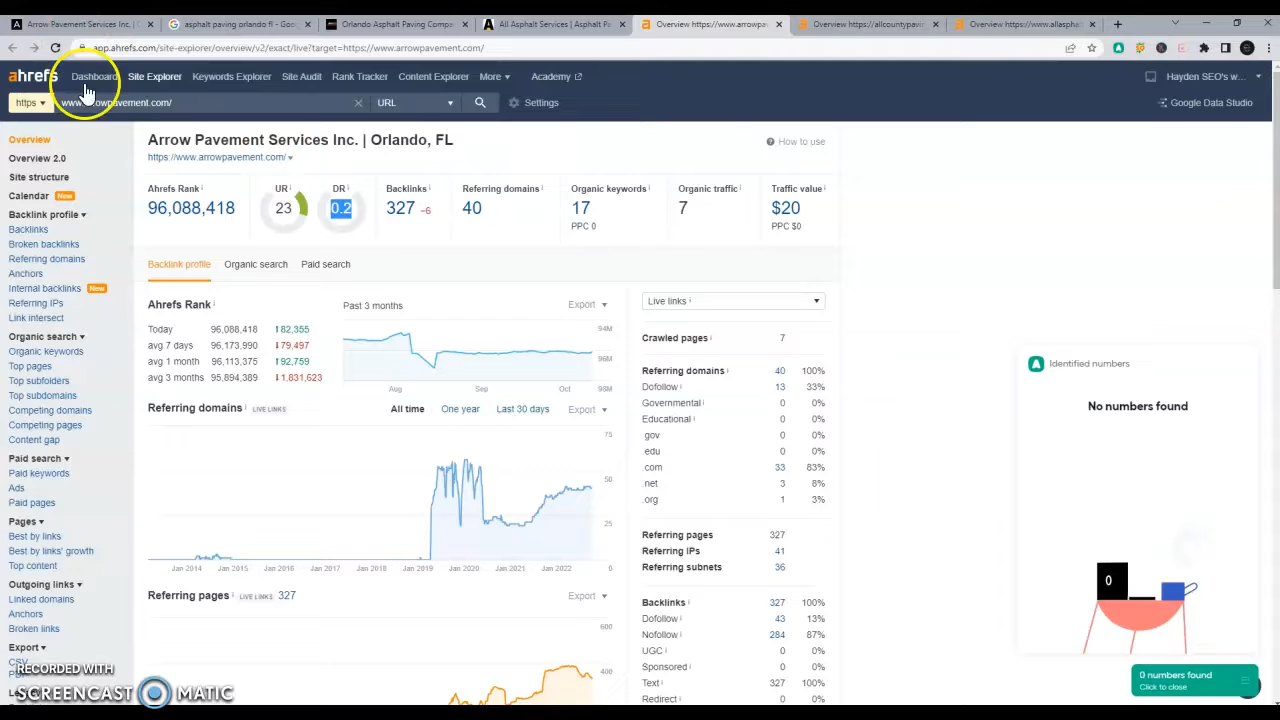 Arrow Pavement Services Inc. |
asphalt paving orlando fl - Goo
Orlando Asphalt Paving Compa
All Asphalt Services | Asphalt Pa
Overview https://www.arrowpav
Overview: https://allcountypave
Overview: https://www.allasphalt
app.ahrefs.com/site-explorer/overview/v2/exact/live?target=https://www.arrowpavement.com/
ahrefs Dashboard Site Explorer Keywords Explorer Site Audit Rank Tracker Content Explorer More Academy Hayden SEO's w...
https URL Settings Google Data Studio
Overview
Overview 2.0
Site structure
Calendar New
Backlink profile
Backlinks
Broken backlinks
Referring domains
Anchors
Internal backlinks New
Referring IPs
Link intersect
Organic search
Organic keywords
Top pages
Top subfolders
Top subdomains
Competing domains
Competing pages
Content gap
Paid search
Paid keywords
Ads
Paid pages
Pages
Best by links
Best by links' growth
Top content
Outgoing links
Linked domains
Anchors
Broken links
Export
Arrow Pavement Services Inc. | Orlando, FL
How to use
https://www.arrowpavement.com/
Ahrefs Rank UR DR Backlinks Referring domains Organic keywords Organic traffic Traffic value
96,088,418 23 0.2 327 -6 40 17 7 $20
PPC 0 PPC $0
Backlink profile Organic search Paid search
Ahrefs Rank Past 3 months Export
Today 96,088,418 ↑82,355
avg 7 days 96,173,990 ↓79,497
avg 1 month 96,113,375 ↑92,759
avg 3 months 95,894,389 ↓1,831,623
94M
96M
98M
Aug Sep Oct
Referring domains LIVE LINKS All time One year Last 30 days Export
75
50
25
0
Jan 2014 Jan 2015 Jan 2016 Jan 2017 Jan 2018 Jan 2019 Jan 2020 Jan 2021 Jan 2022
Referring pages LIVE LINKS 327 Export
600
400
Live links
Crawled pages 7
Referring domains 40 100%
Dofollow 13 33%
Governmental 0 0%
Educational 0 0%
.gov 0 0%
.edu 0 0%
.com 33 83%
.net 3 8%
.org 1 3%
Referring pages 327
Referring IPs 41
Referring subnets 36
Backlinks 327 100%
Dofollow 43 13%
Nofollow 284 87%
UGC 0 0%
Sponsored 0 0%
Text 327 100%
Redirect 0 0%
Identified numbers
No numbers found
0
0 numbers found
Click to close
RECORDED WITH
SCREENCAST MATIC